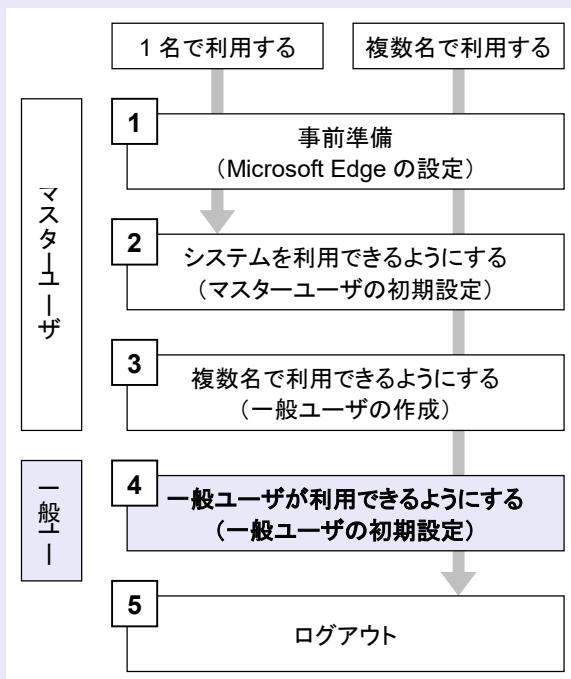 1 名で利用する
複数名で利用する
マスターユーザ
1
事前準備
（Microsoft Edge の設定）
2
システムを利用できるようにする
（マスターユーザの初期設定）
3
複数名で利用できるようにする
（一般ユーザの作成）
一般ユー
4
一般ユーザが利用できるようにする
（一般ユーザの初期設定）
5
ログアウト